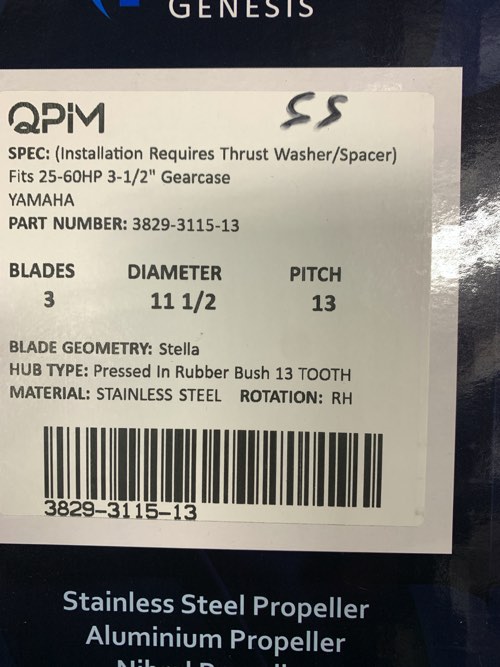 GENESIS
QPiM
SS
SPEC: (Installation Requires Thrust Washer/Spacer)
Fits 25-60HP 3-1/2" Gearcase
YAMAHA
PART NUMBER: 3829-3115-13
BLADES DIAMETER PITCH
3 11 1/2 13
BLADE GEOMETRY: Stella
HUB TYPE: Pressed In Rubber Bush 13 TOOTH
MATERIAL: STAINLESS STEEL ROTATION: RH
3829-3115-13
Stainless Steel Propeller
Aluminium Propeller